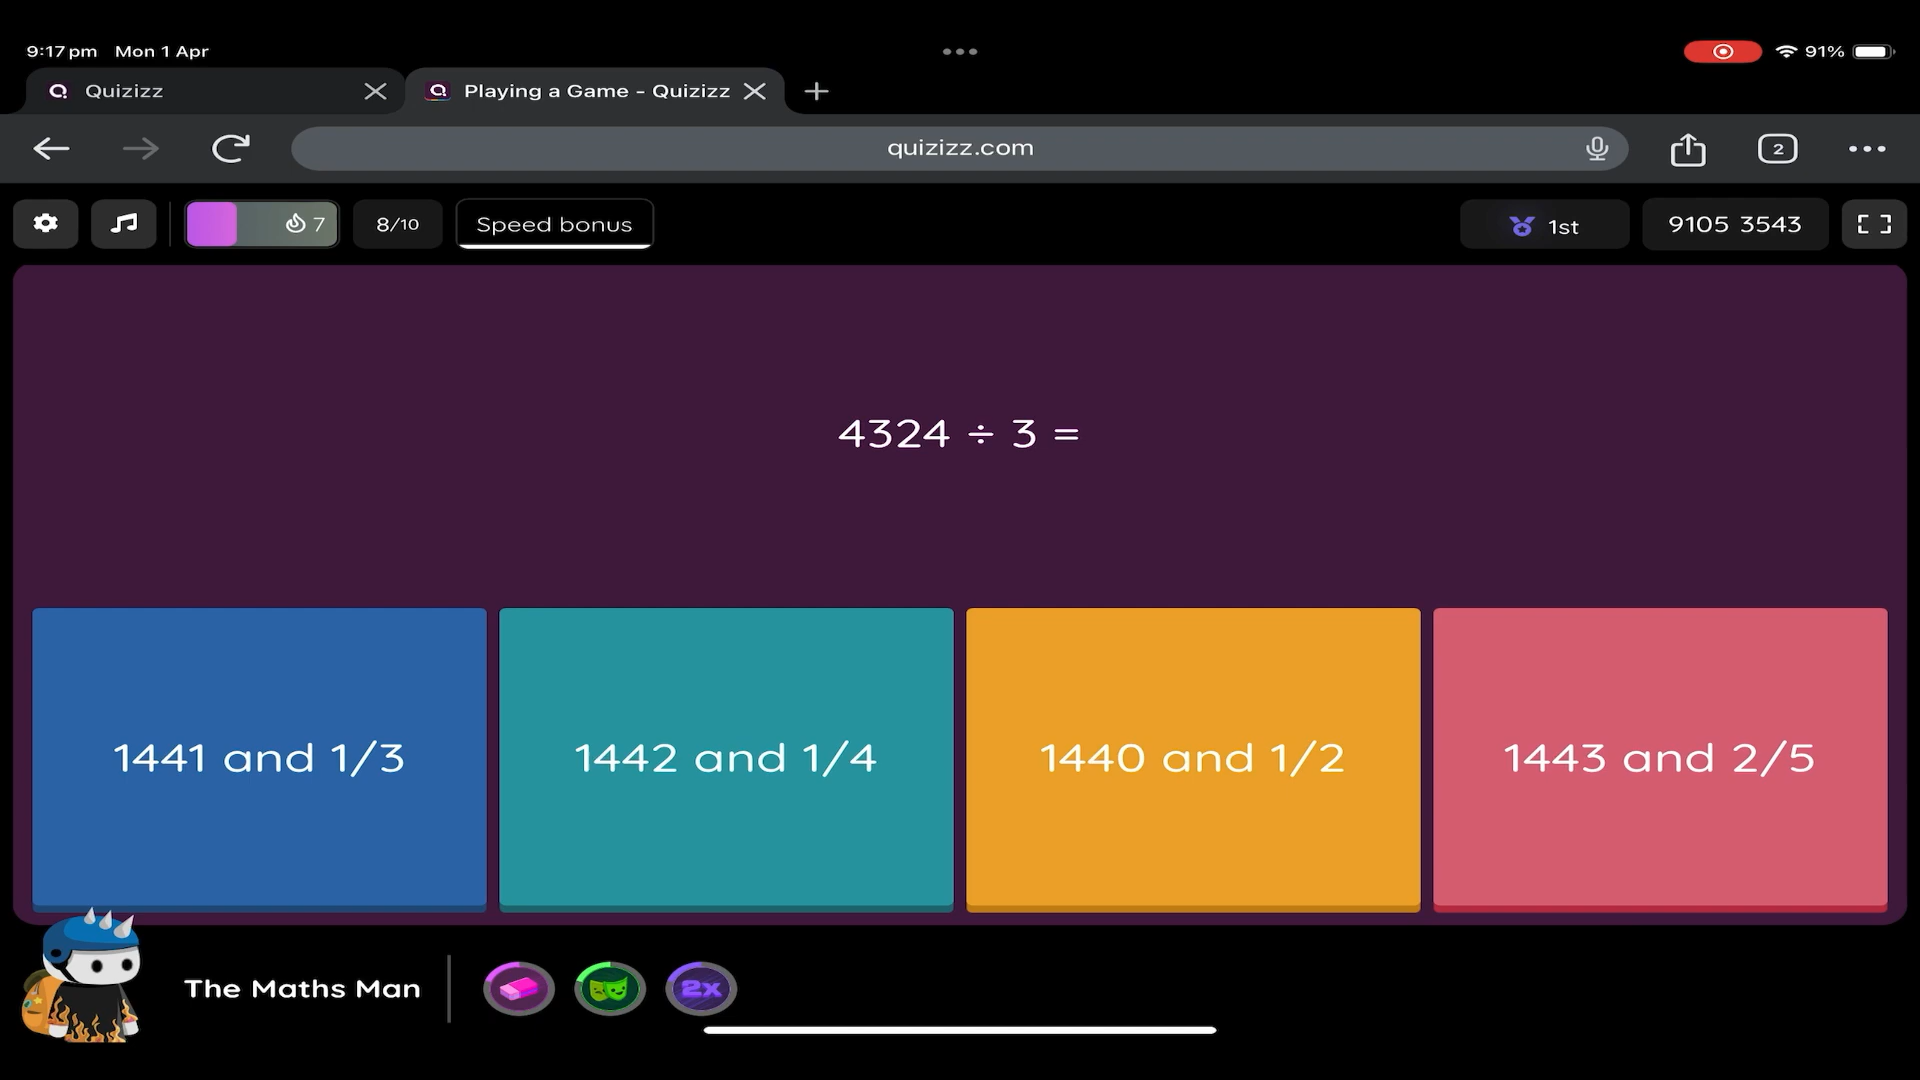 9:17 pm Mon 1 Apr
91%
Quizizz
Playing a Game - Quizizz
quizizz.com
2
7
8/10
Speed bonus
1st
9105 3543
4324 ÷ 3 =
1441 and 1/3
1442 and 1/4
1440 and 1/2
1443 and 2/5
The Maths Man
2x